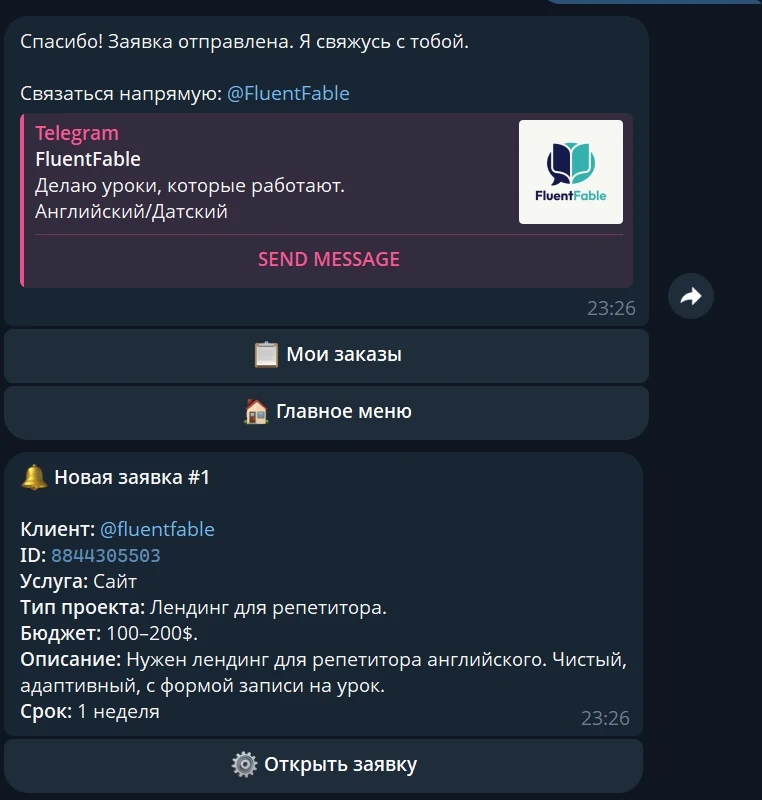 Спасибо! Заявка отправлена. Я свяжусь с тобой.
Связаться напрямую: @FluentFable
Telegram
FluentFable
Делаю уроки, которые работают.
Английский/Датский
FluentFable
SEND MESSAGE
23:26
Мои заказы
Главное меню
Новая заявка #1
Клиент: @fluentfable
ID: 8844305503
Услуга: Сайт
Тип проекта: Лендинг для репетитора.
Бюджет: 100–200$.
Описание: Нужен лендинг для репетитора английского. Чистый,
адаптивный, с формой записи на урок.
Срок: 1 неделя
23:26
Открыть заявку